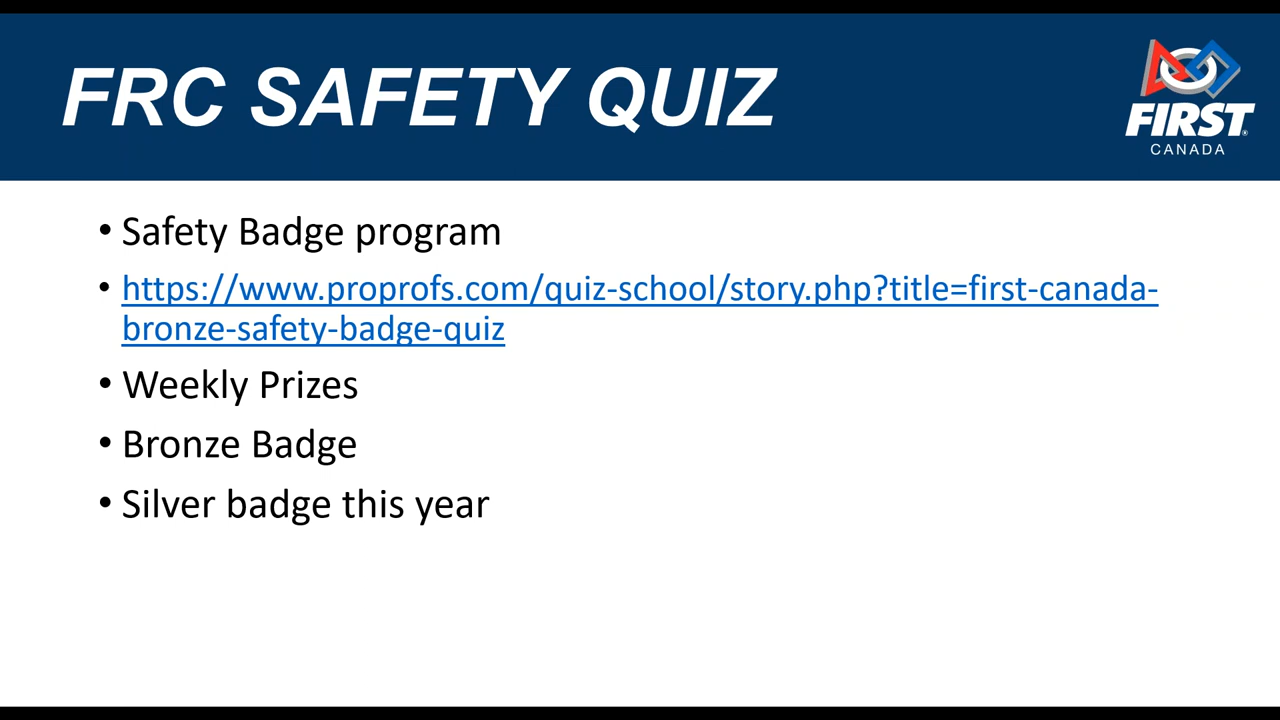 FRC SAFETY QUIZ
FIRST®
CANADA
• Safety Badge program
• https://www.proprofs.com/quiz-school/story.php?title=first-canada-
bronze-safety-badge-quiz
• Weekly Prizes
• Bronze Badge
• Silver badge this year